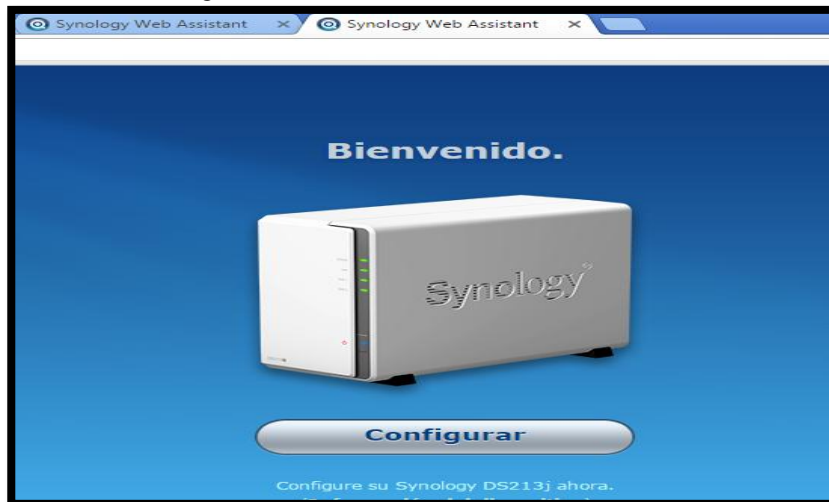 Synology Web Assistant
Synology Web Assistant
Bienvenido.
Synology
Configurar
Configure su Synology DS213j ahora.